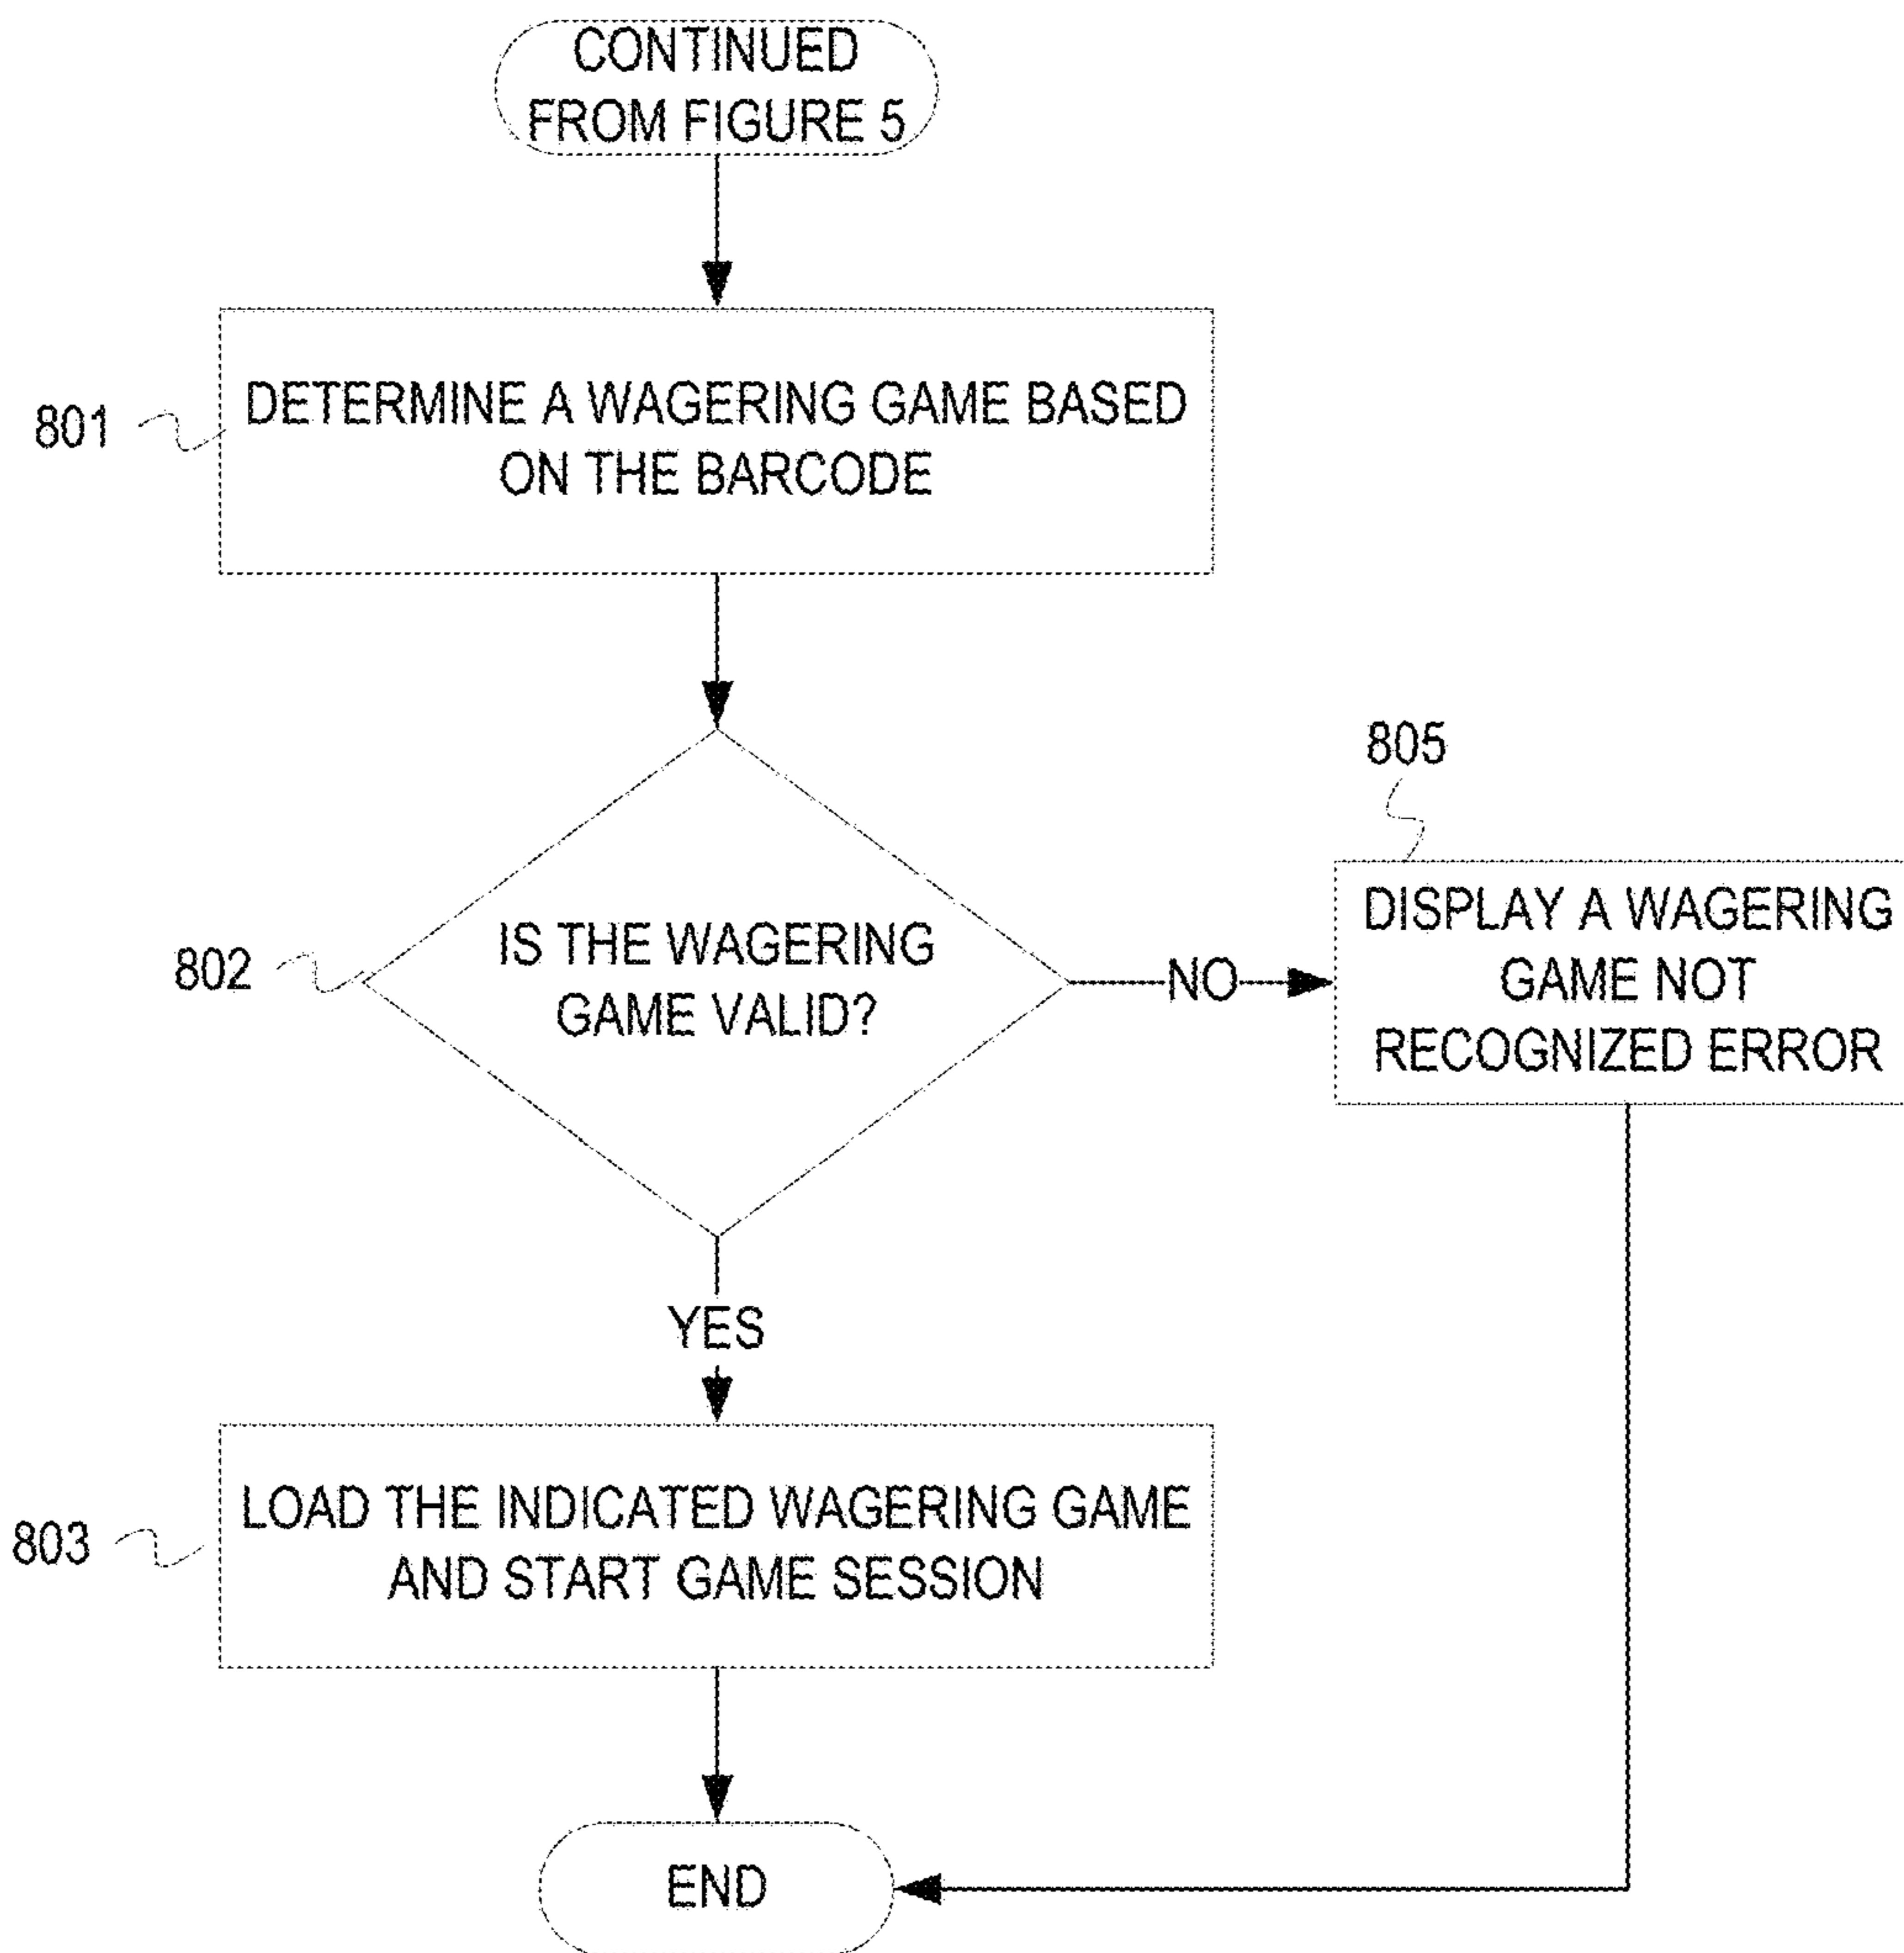 CONTINUED
FROM FIGURE 5
801
DETERMINE A WAGERING GAME BASED
ON THE BARCODE
802
IS THE WAGERING
GAME VALID?
NO
805
DISPLAY A WAGERING
GAME NOT
RECOGNIZED ERROR
YES
803
LOAD THE INDICATED WAGERING GAME
AND START GAME SESSION
END